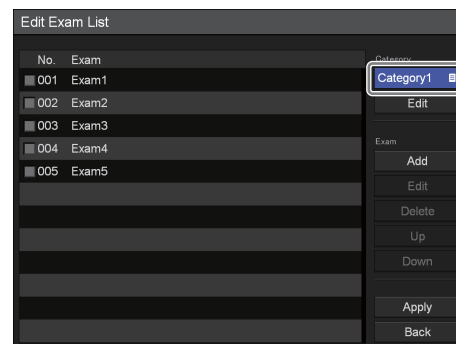 Edit Exam List
No. Exam
001 Exam1
002 Exam2
003 Exam3
004 Exam4
005 Exam5
Category
Category1
Edit
Exam
Add
Edit
Delete
Up
Down
Apply
Back